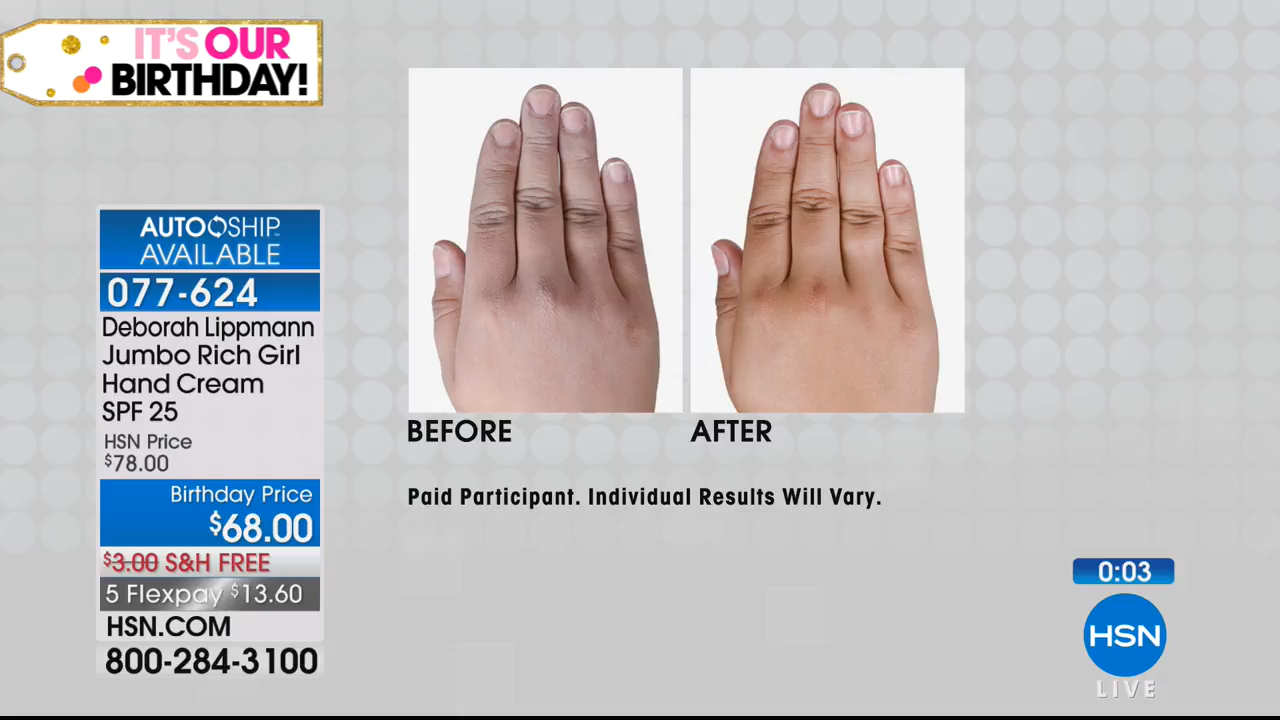 IT'S OUR
BIRTHDAY!
AUTOSHIP
AVAILABLE
077-624
Deborah Lippmann
Jumbo Rich Girl
Hand Cream
SPF 25
HSN Price
$78.00
Birthday Price
$68.00
$3.00 S&H FREE
5 Flexpay $13.60
HSN.COM
800-284-3100
BEFORE
AFTER
Paid Participant. Individual Results Will Vary.
0:03
HSN
LIVE